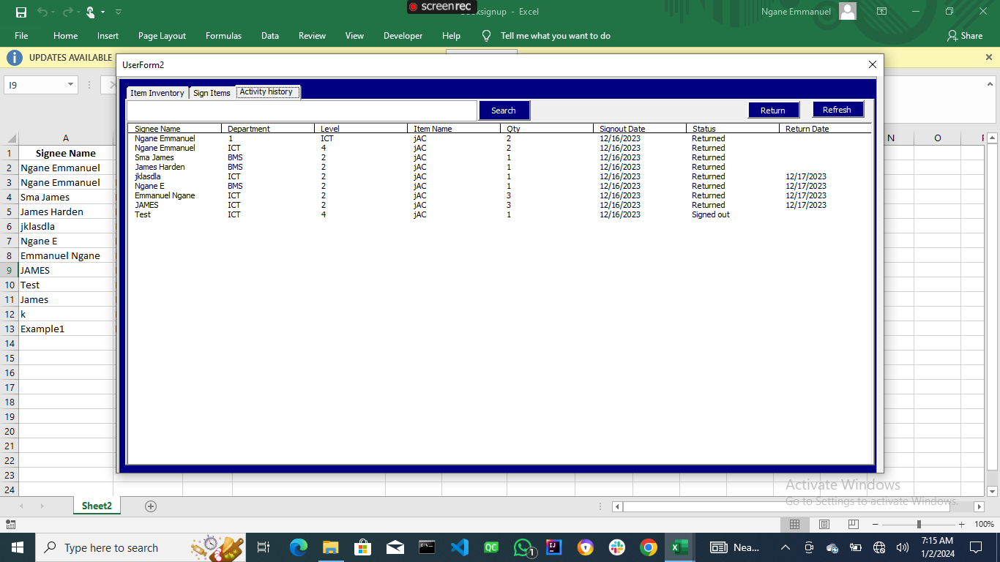 screenrec
Booksignup - Excel
Ngane Emmanuel
File Home Insert Page Layout Formulas Data Review View Developer Help Tell me what you want to do Share
UPDATES AVAILABLE
UserForm2
I9
Item Inventory Sign Items Activity history
Search Return Refresh
Signee Name Department Level Item Name Qty Signout Date Status Return Date
Ngane Emmanuel 1 ICT jAC 2 12/16/2023 Returned
Ngane Emmanuel ICT 4 jAC 2 12/16/2023 Returned
Sma James BMS 2 jAC 1 12/16/2023 Returned
James Harden BMS 2 jAC 1 12/16/2023 Returned
jklasdla ICT 2 jAC 1 12/16/2023 Returned 12/17/2023
Ngane E BMS 2 jAC 1 12/16/2023 Returned 12/17/2023
Emmanuel Ngane ICT 2 jAC 3 12/16/2023 Returned 12/17/2023
JAMES ICT 2 jAC 3 12/16/2023 Returned 12/17/2023
Test ICT 4 jAC 1 12/16/2023 Signed out
A N O
1 Signee Name
2 Ngane Emmanuel
3 Ngane Emmanuel
4 Sma James
5 James Harden
6 jklasdla
7 Ngane E
8 Emmanuel Ngane
9 JAMES
10 Test
11 James
12 k
13 Example1
14
15
16
17
18
19
20
21
22
23
24
Activate Windows
Go to Settings to activate Windows.
Sheet2
100%
Type here to search
QC
1
Nea...
7:15 AM
1/2/2024